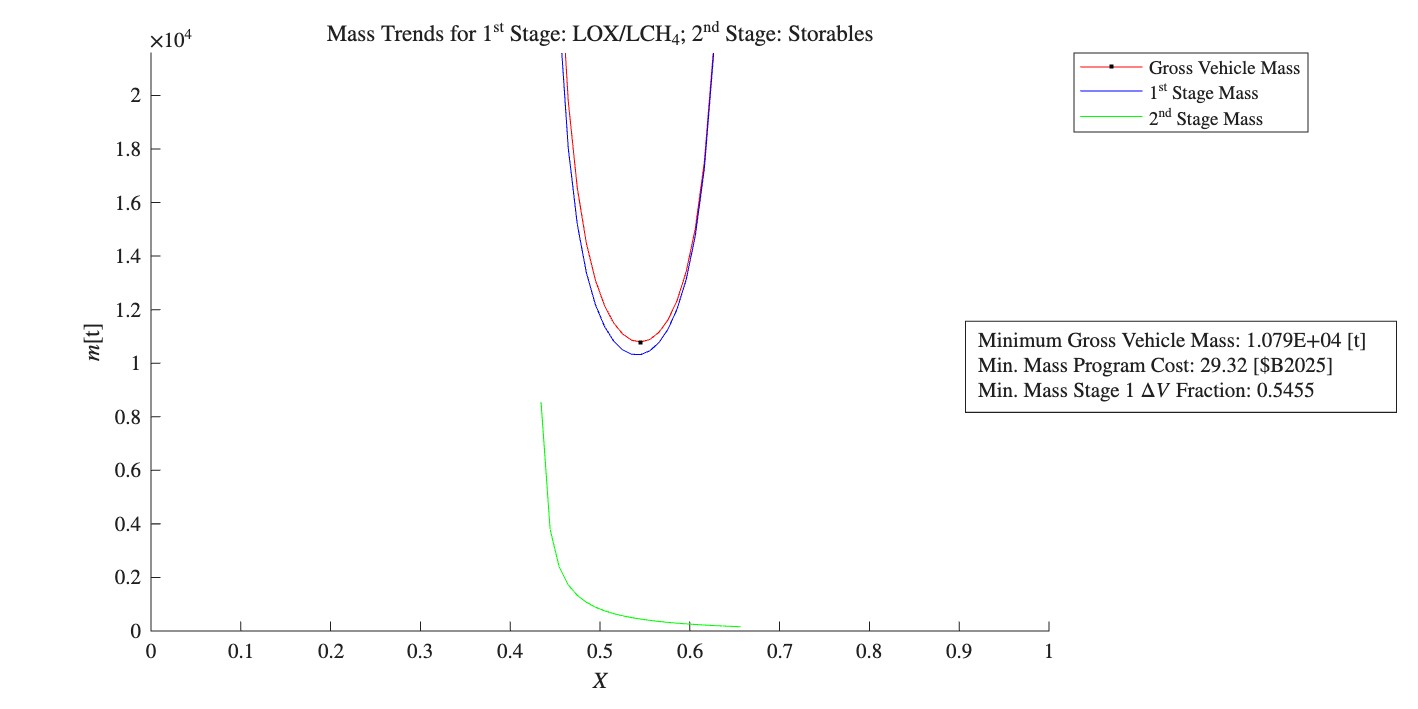 Mass Trends for 1st Stage: LOX/LCH4; 2nd Stage: Storables
×10⁴
2
1.8
1.6
1.4
1.2
1
0.8
0.6
0.4
0.2
0
m[t]
0 0.1 0.2 0.3 0.4 0.5 0.6 0.7 0.8 0.9 1
X
Gross Vehicle Mass
1st Stage Mass
2nd Stage Mass
Minimum Gross Vehicle Mass: 1.079E+04 [t]
Min. Mass Program Cost: 29.32 [$B2025]
Min. Mass Stage 1 ΔV Fraction: 0.5455